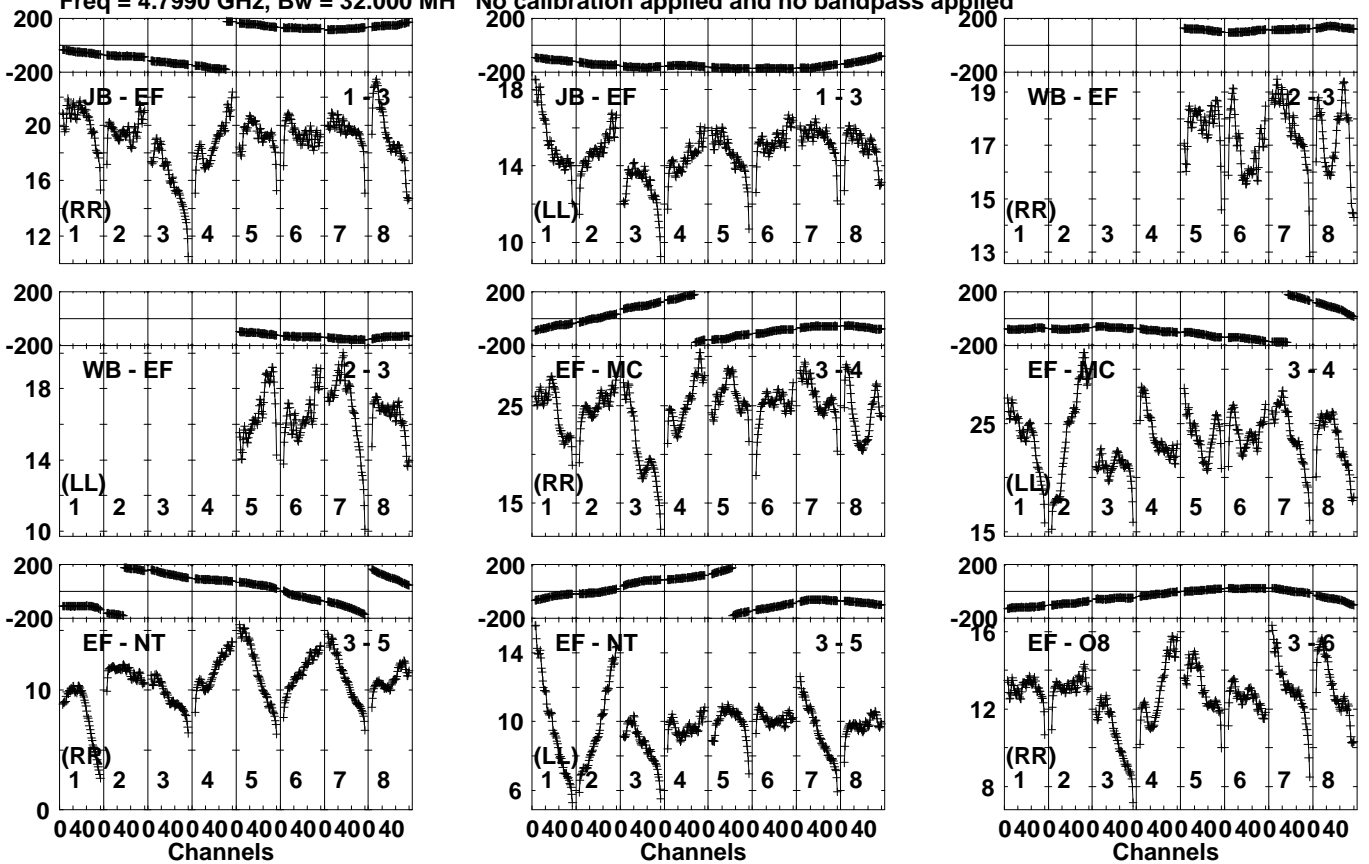 Freq = 4.7990 GHz, Bw = 32.000 MH No calibration applied and no bandpass applied
200 200 200
-200 -200 -200
JB - EF 1 - 3 JB - EF 1 - 3 WB - EF 2 - 3
20 16 12 18 14 10 19 17 15 13
(RR) (LL) (RR)
1 2 3 4 5 6 7 8 1 2 3 4 5 6 7 8 1 2 3 4 5 6 7 8
200 200 200
-200 -200 -200
WB - EF 2 - 3 EF - MC 3 - 4 EF - MC 3 - 4
18 14 10 25 15 25 15
(LL) (RR) (LL)
1 2 3 4 5 6 7 8 1 2 3 4 5 6 7 8 1 2 3 4 5 6 7 8
200 200 200
-200 -200 -200
EF - NT 3 - 5 EF - NT 3 - 5 EF - O8 3 - 6
10 0 14 10 6 16 12 8
(RR) (LL) (RR)
1 2 3 4 5 6 7 8 1 2 3 4 5 6 7 8 1 2 3 4 5 6 7 8
0 40 0 40 0 40 0 40 0 40 0 40 0 40 0 40 0 40 0 40 0 40 0 40 0 40 0 40 0 40 0 40 0 40 0 40 0 40 0 40 0 40 0 40 0 40 0 40
Channels Channels Channels